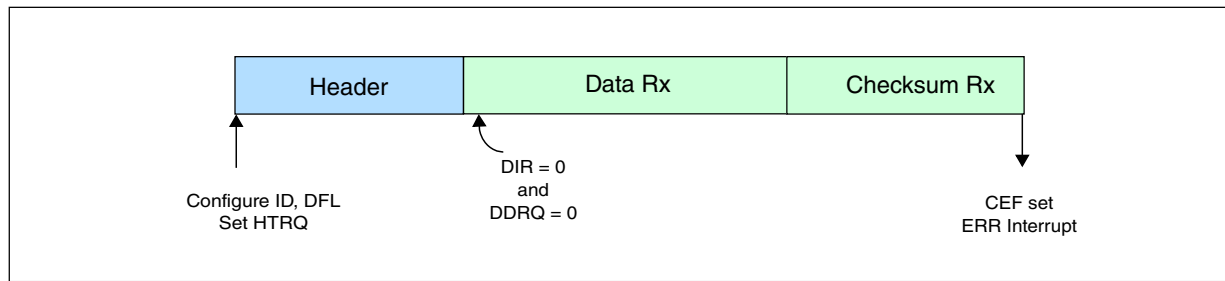 Header
Data Rx
Checksum Rx
Configure ID, DFL
Set HTRQ
DIR = 0
and
DDRQ = 0
CEF set
ERR Interrupt